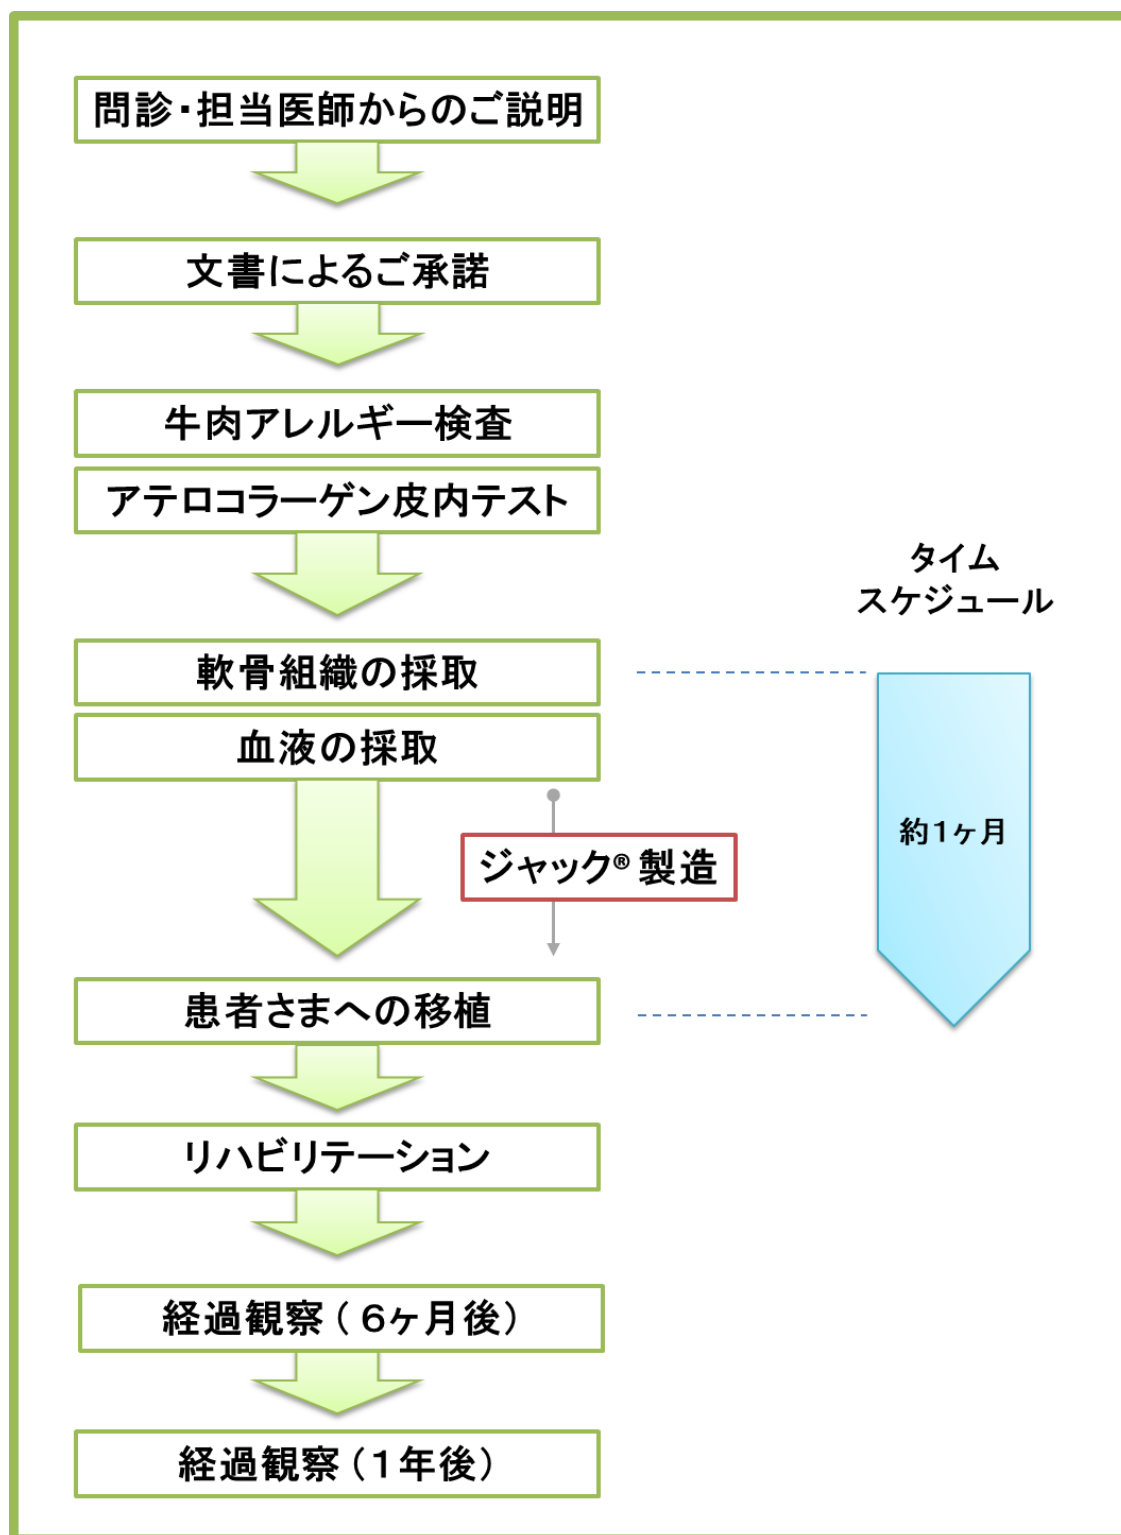 問診・担当医師からのご説明
文書によるご承諾
牛肉アレルギー検査
アテロコラーゲン皮内テスト
タイム
スケジュール
軟骨組織の採取
血液の採取
約1ヶ月
ジャック® 製造
患者さまへの移植
リハビリテーション
経過観察（６ヶ月後）
経過観察（１年後）